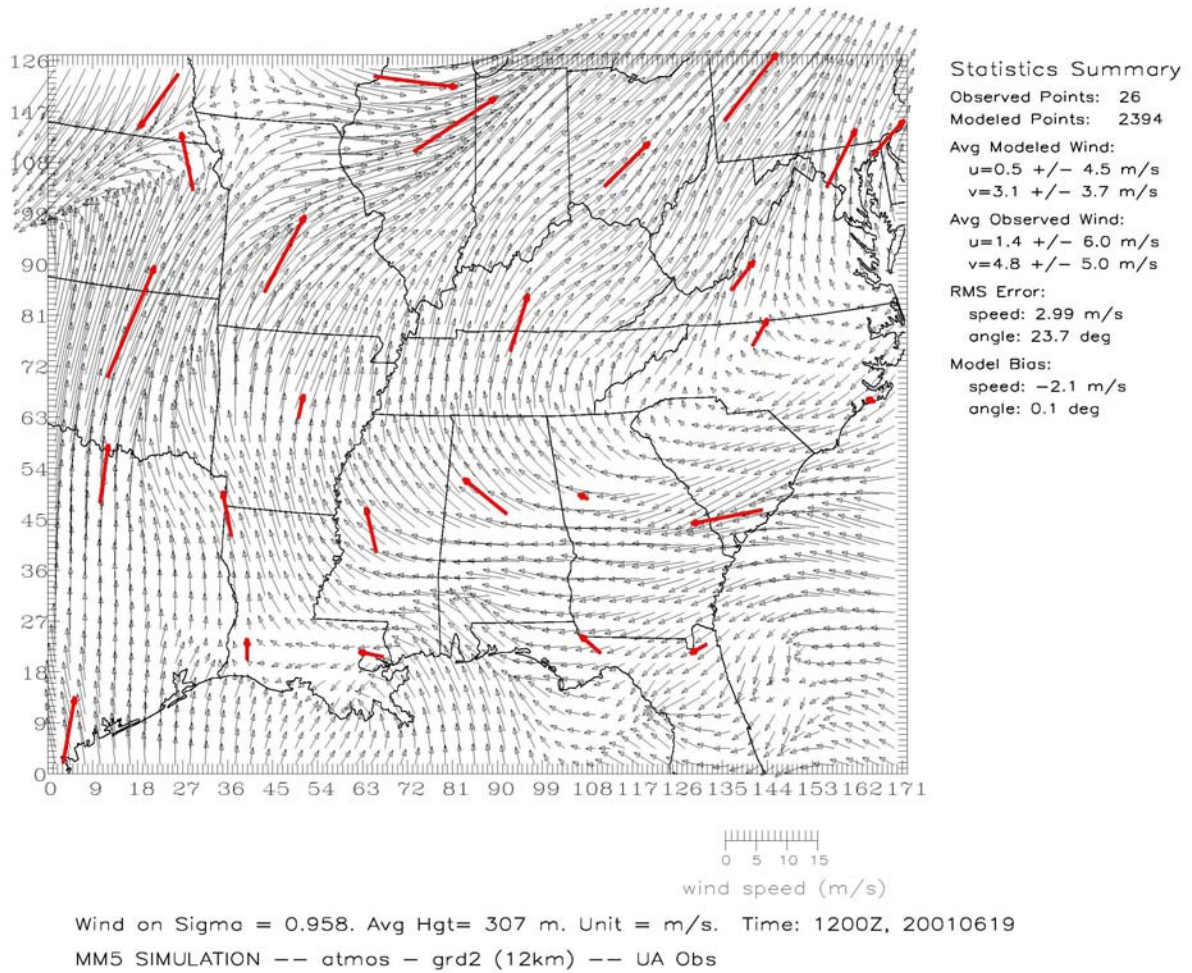 126
117
108
99
90
81
72
63
54
45
36
27
18
9
0
0 9 18 27 36 45 54 63 72 81 90 99 108 117 126 135 144 153 162 171
Statistics Summary
Observed Points: 26
Modeled Points: 2394
Avg Modeled Wind:
u=0.5 +/- 4.5 m/s
v=3.1 +/- 3.7 m/s
Avg Observed Wind:
u=1.4 +/- 6.0 m/s
v=4.8 +/- 5.0 m/s
RMS Error:
speed: 2.99 m/s
angle: 23.7 deg
Model Bias:
speed: -2.1 m/s
angle: 0.1 deg
0 5 10 15
wind speed (m/s)
Wind on Sigma = 0.958. Avg Hgt= 307 m. Unit = m/s. Time: 1200Z, 20010619
MM5 SIMULATION -- atmos - grd2 (12km) -- UA Obs